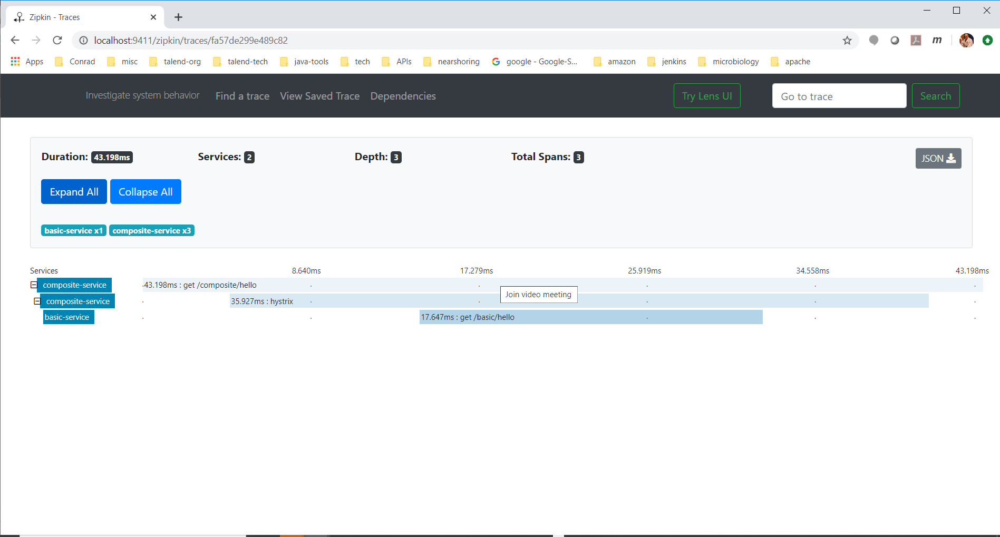 Zipkin - Traces
localhost:9411/zipkin/traces/fa57de299e489c82
m
Apps Conrad misc talend-org talend-tech java-tools tech APIs nearshoring google - Google-S... amazon jenkins microbiology apache
Investigate system behavior Find a trace View Saved Trace Dependencies Try Lens UI Go to trace Search
Duration: 43.198ms Services: 2 Depth: 3 Total Spans: 3 JSON
Expand All Collapse All
basic-service x1 composite-service x3
Services 8.640ms 17.279ms 25.919ms 34.558ms 43.198ms
composite-service 43.198ms : get /composite/hello
Join video meeting
composite-service 35.927ms : hystrix
basic-service 17.647ms : get /basic/hello